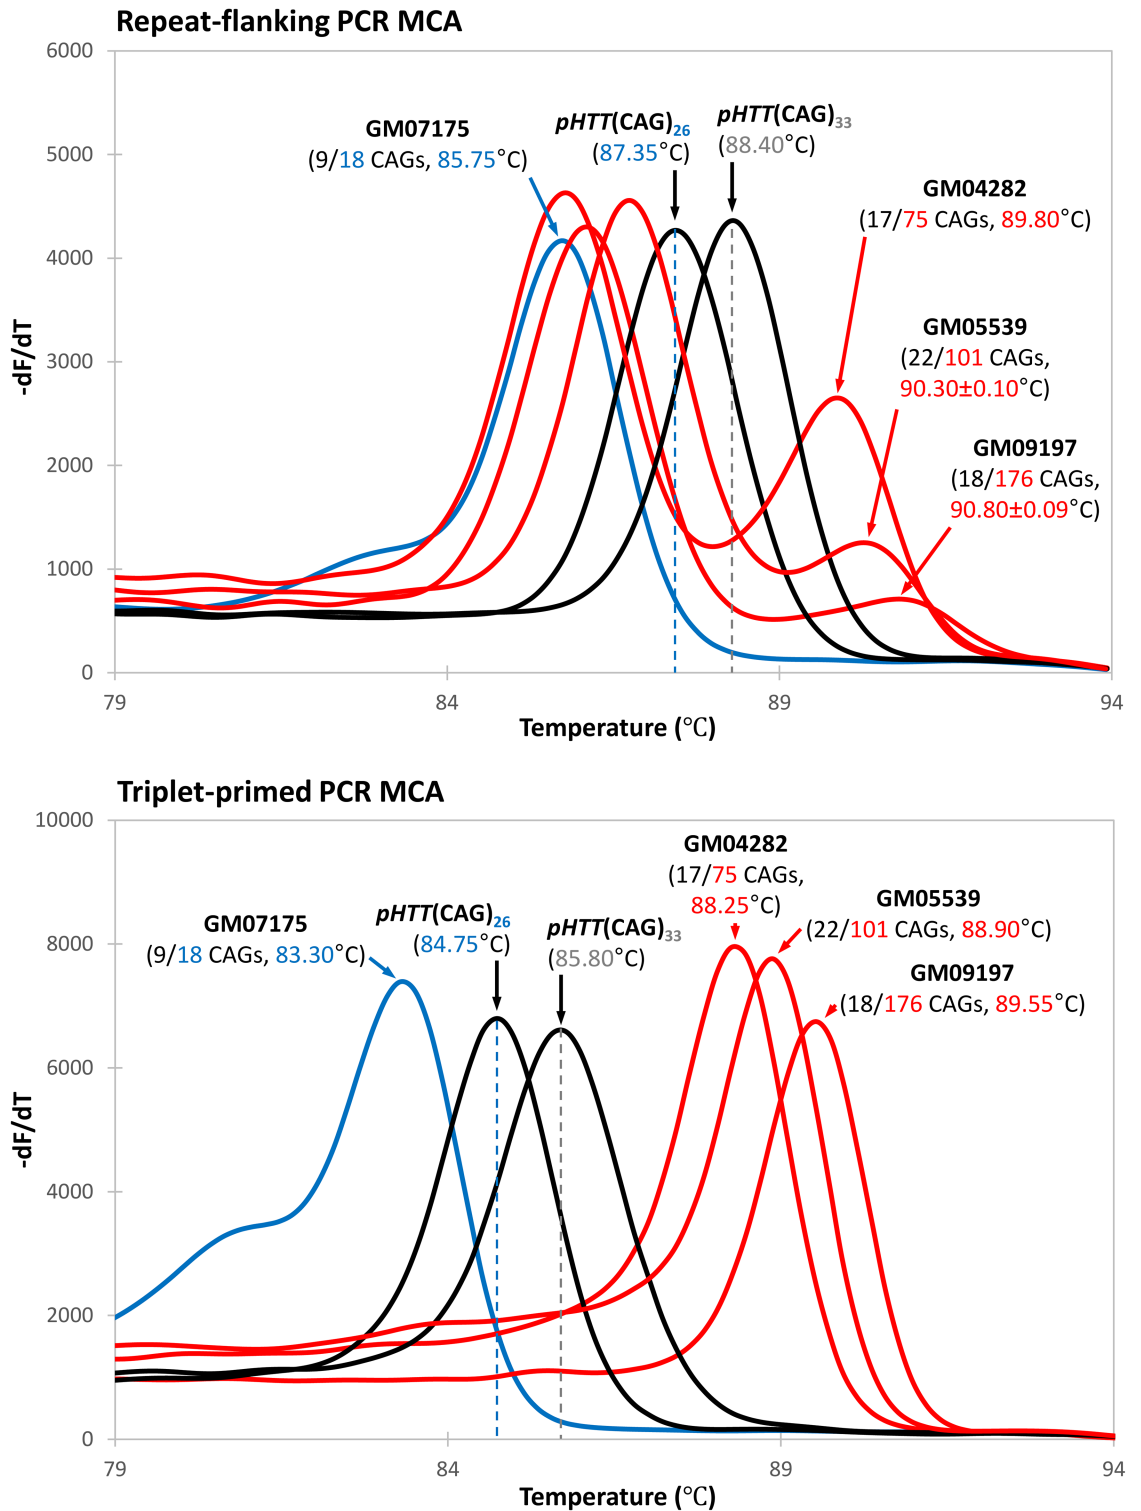 Repeat-flanking PCR MCA
6000
5000
4000
3000
2000
1000
0
-dF/dT
GM07175
(9/18 CAGs, 85.75°C)
pHTT(CAG)26
(87.35°C)
pHTT(CAG)33
(88.40°C)
GM04282
(17/75 CAGs, 89.80°C)
GM05539
(22/101 CAGs,
90.30±0.10°C)
GM09197
(18/176 CAGs,
90.80±0.09°C)
79
84
89
94
Temperature (℃)
Triplet-primed PCR MCA
10000
8000
6000
4000
2000
0
-dF/dT
GM07175
(9/18 CAGs, 83.30°C)
pHTT(CAG)26
(84.75°C)
pHTT(CAG)33
(85.80°C)
GM04282
(17/75 CAGs,
88.25°C)
GM05539
(22/101 CAGs, 88.90°C)
GM09197
(18/176 CAGs, 89.55°C)
79
84
89
94
Temperature (℃)